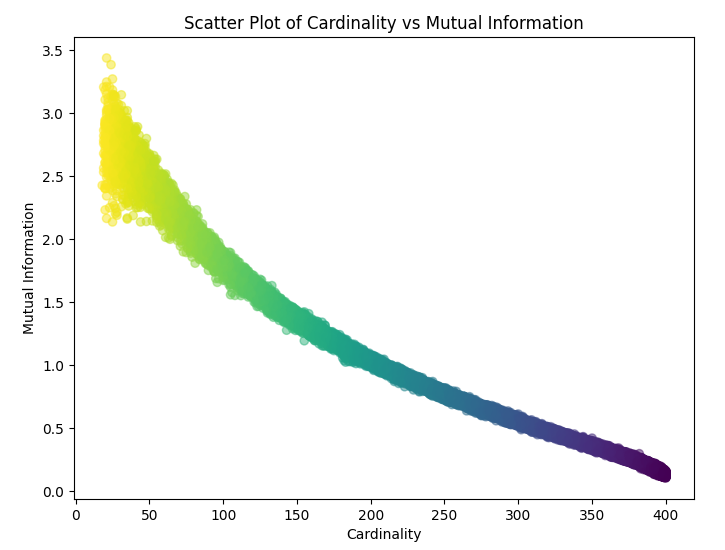 Scatter Plot of Cardinality vs Mutual Information
3.5
3.0
2.5
2.0
1.5
1.0
0.5
0.0
Mutual Information
0 50 100 150 200 250 300 350 400
Cardinality